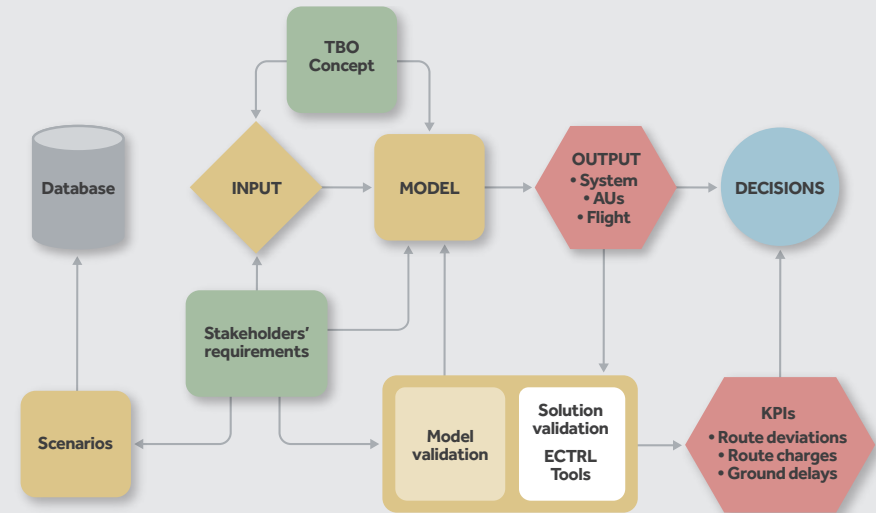 TBO
Concept
Database
INPUT
MODEL
OUTPUT
• System
• AUs
• Flight
DECISIONS
Stakeholders’
requirements
Scenarios
Model
validation
Solution
validation
ECTRL
Tools
KPIs
• Route deviations
• Route charges
• Ground delays